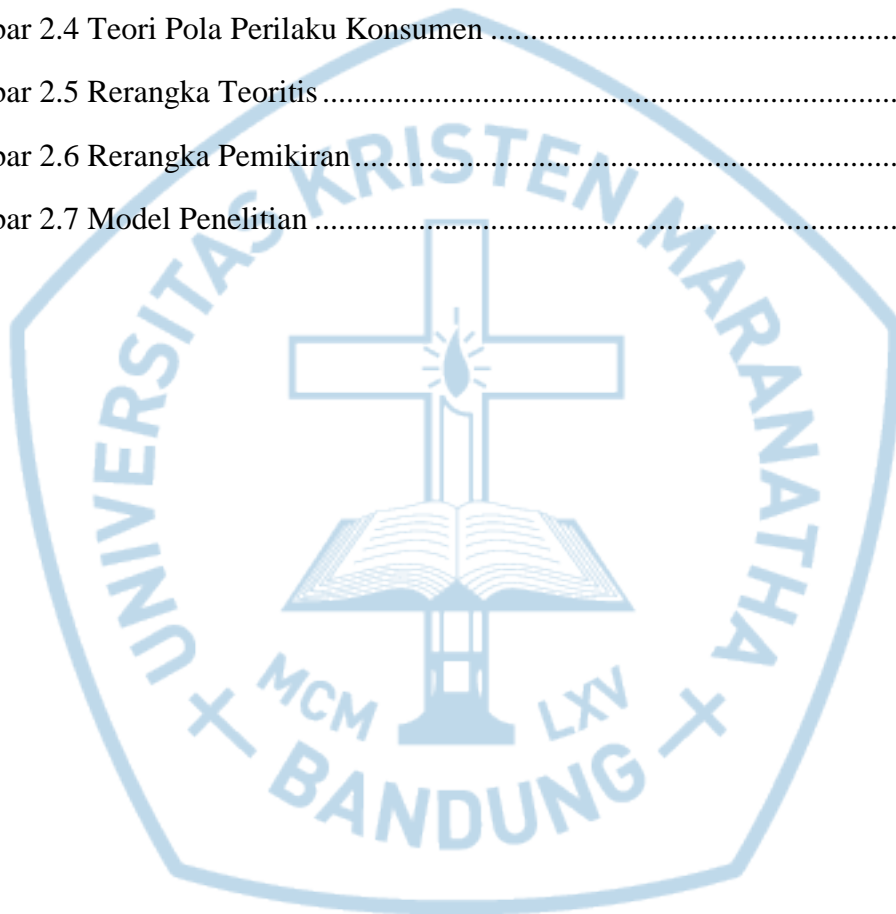 bar 2.4 Teori Pola Perilaku Konsumen ................................................
bar 2.5 Rerangka Teoritis ................................................
bar 2.6 Rerangka Pemikiran ................................................
bar 2.7 Model Penelitian ................................................
UNIVERSITAS KRISTEN MARANATHA
MCM LXV
BANDUNG